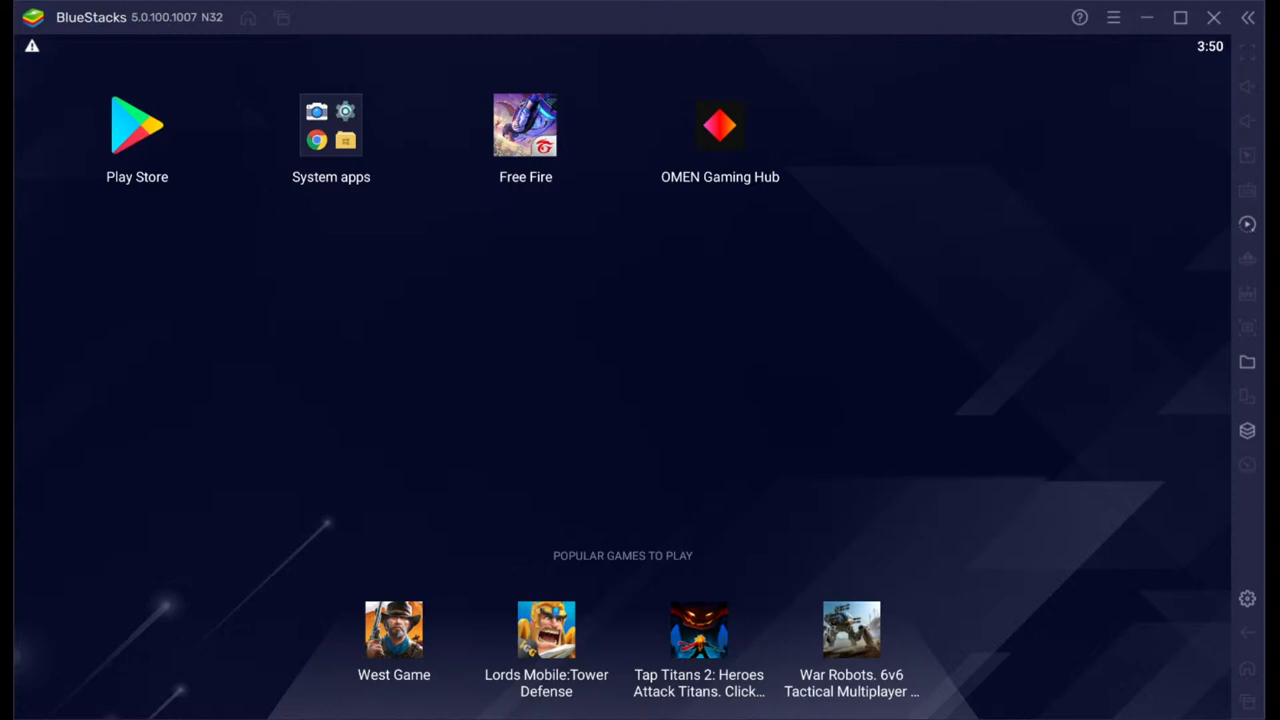 BlueStacks 5.0.100.1007 N32
3:50
Play Store
System apps
Free Fire
OMEN Gaming Hub
POPULAR GAMES TO PLAY
West Game
Lords Mobile:Tower
Defense
Tap Titans 2: Heroes
Attack Titans. Click...
War Robots. 6v6
Tactical Multiplayer ...
IGG